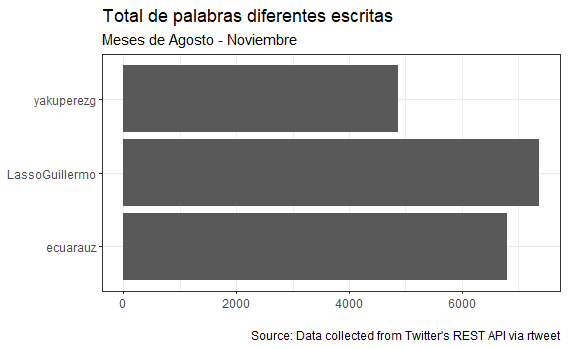 Total de palabras diferentes escritas
Meses de Agosto - Noviembre
yakuperezg
LassoGuillermo
ecuarauz
0 2000 4000 6000
Source: Data collected from Twitter's REST API via rtweet